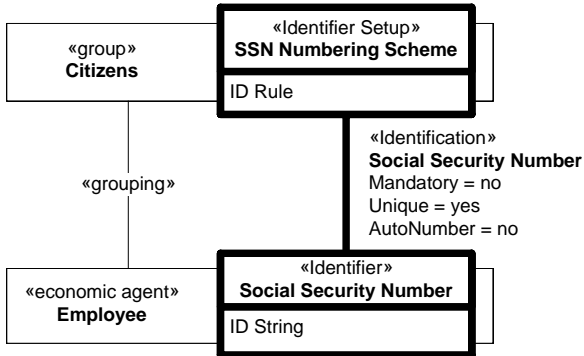 «group»
Citizens
«Identifier Setup»
SSN Numbering Scheme
ID Rule
«grouping»
«Identification»
Social Security Number
Mandatory = no
Unique = yes
AutoNumber = no
«economic agent»
Employee
«Identifier»
Social Security Number
ID String